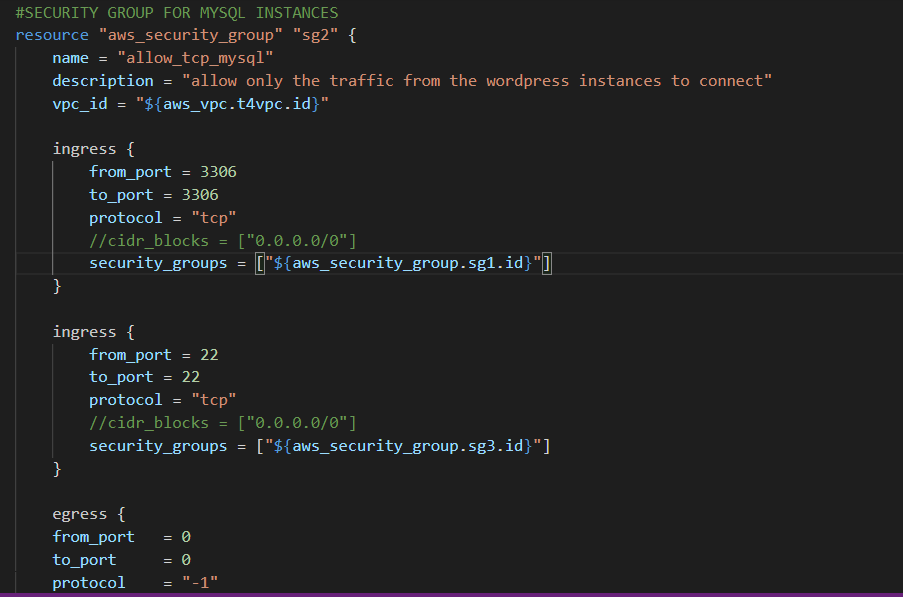 #SECURITY GROUP FOR MYSQL INSTANCES
resource "aws_security_group" "sg2" {
name = "allow_tcp_mysql"
description = "allow only the traffic from the wordpress instances to connect"
vpc_id = "${aws_vpc.t4vpc.id}"
ingress {
from_port = 3306
to_port = 3306
protocol = "tcp"
//cidr_blocks = ["0.0.0.0/0"]
security_groups = ["${aws_security_group.sg1.id}"]
}
ingress {
from_port = 22
to_port = 22
protocol = "tcp"
//cidr_blocks = ["0.0.0.0/0"]
security_groups = ["${aws_security_group.sg3.id}"]
}
egress {
from_port = 0
to_port = 0
protocol = "-1"